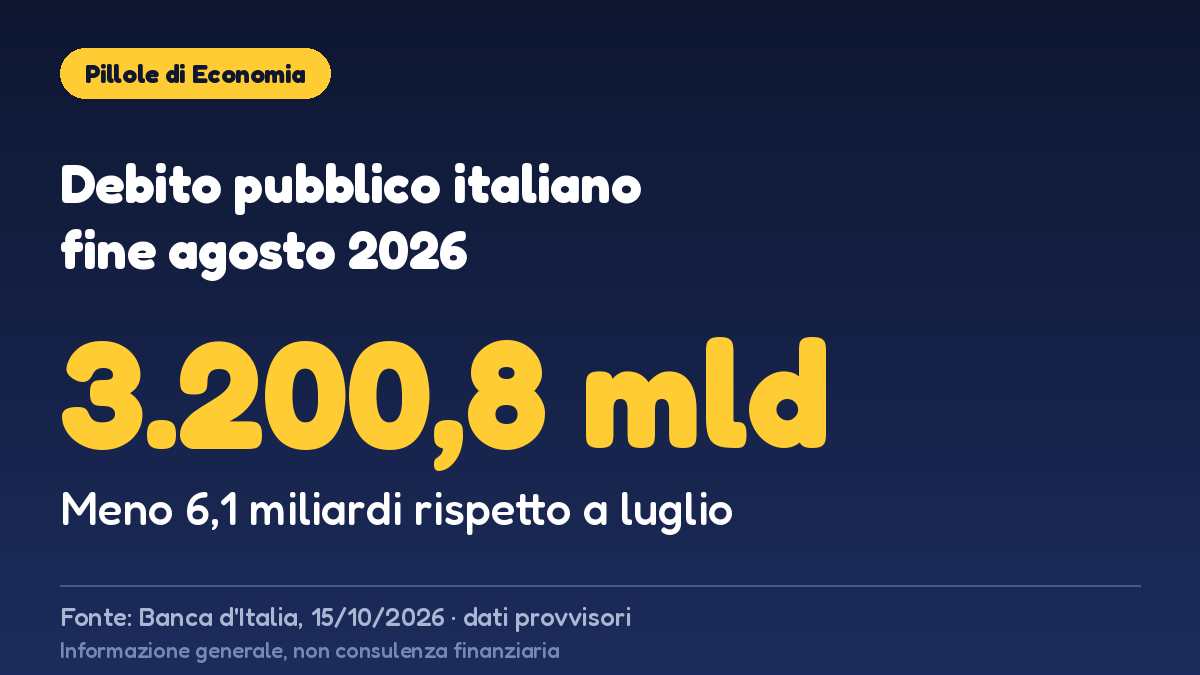 Pillole di Economia
Debito pubblico italiano
fine agosto 2026
3.200,8 mld
Meno 6,1 miliardi rispetto a luglio
Fonte: Banca d'Italia, 15/10/2026 · dati provvisori
Informazione generale, non consulenza finanziaria